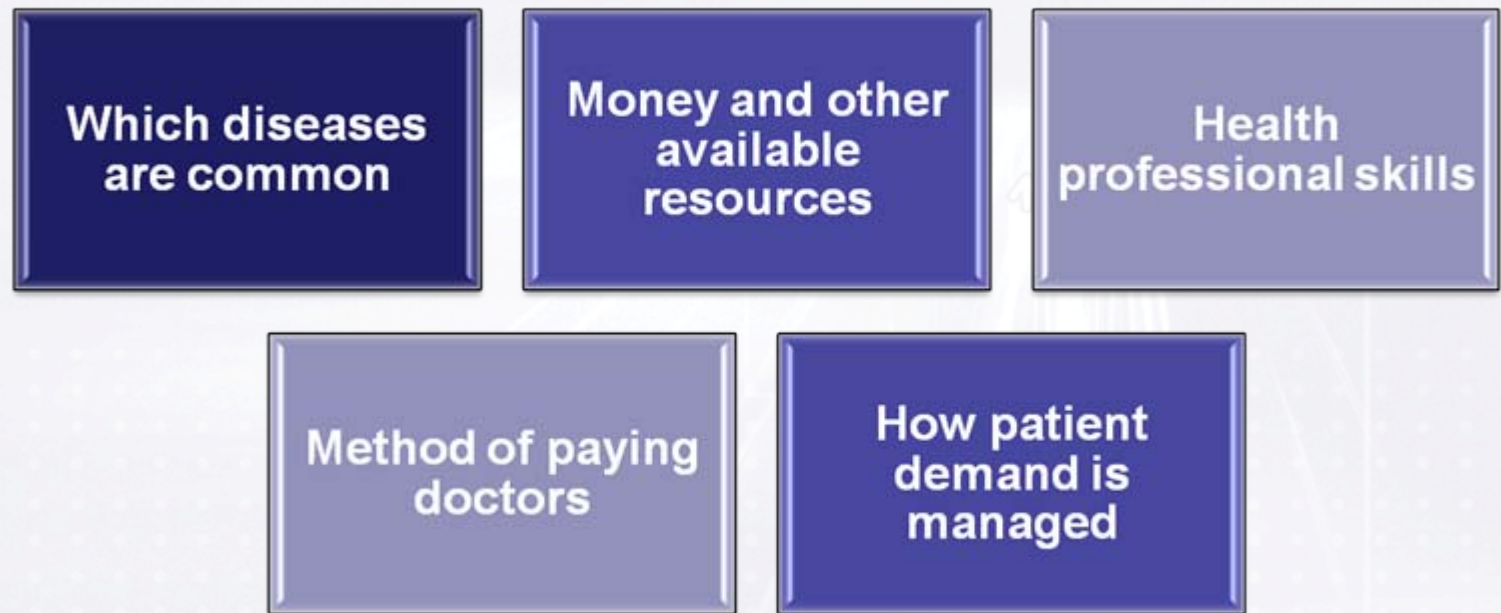 Which diseases
are common
Money and other
available
resources
Health
professional skills
Method of paying
doctors
How patient
demand is
managed